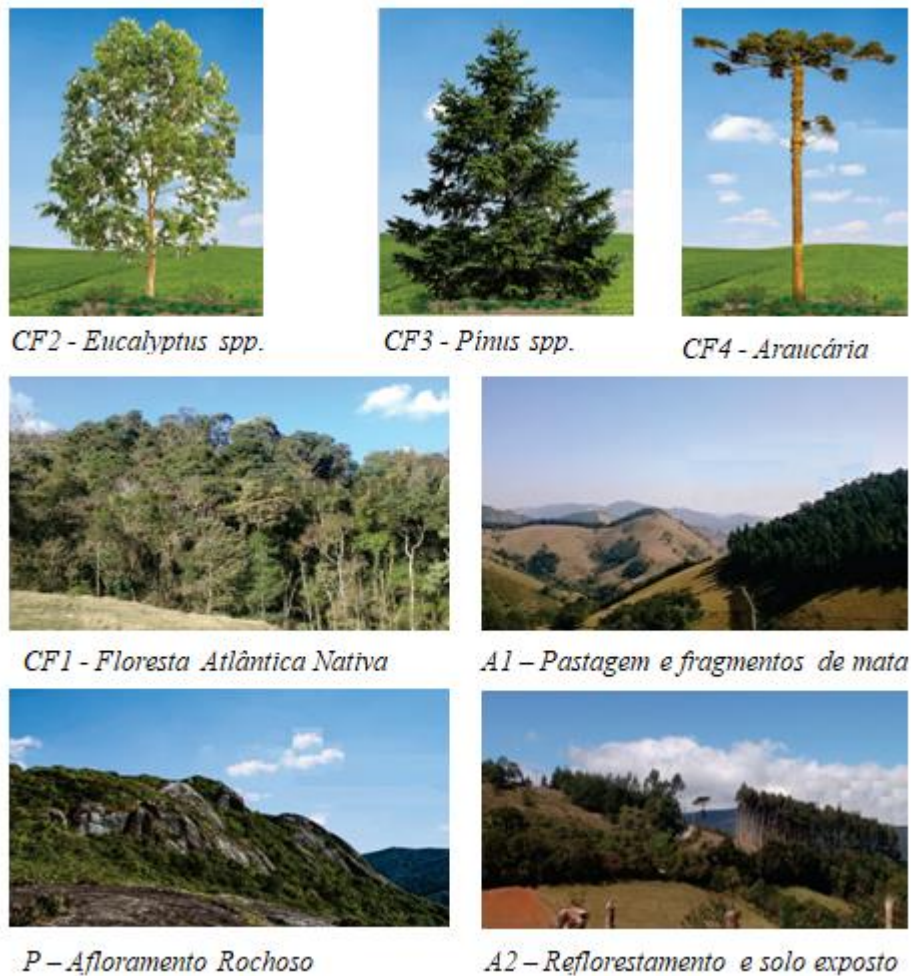 CF2 - Eucalyptus spp.
CF3 - Pínus spp.
CF4 - Araucária
CF1 - Floresta Atlântica Nativa
A1 – Pastagem e fragmentos de mata
P – Afloramento Rochoso
A2 – Reflorestamento e solo exposto